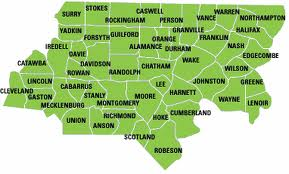 SURRY STOKES CASWELL WARREN
ROCKINGHAM PERSON VANCE NORTHAMPTON
YADKIN FORSYTH GUILFORD ORANGE GRANVILLE HALIFAX
IREDELL DAVIE ALAMANCE DURHAM FRANKLIN NASH
DAVIDSON WAKE EDGECOMBE
CATAWBA ROWAN RANDOLPH CHATHAM WILSON
LINCOLN LEE JOHNSTON GREENE
CLEVELAND GASTON CABARRUS STANLY MOORE HARNETT WAYNE LENOIR
MECKLENBURG MONTGOMERY
UNION ANSON RICHMOND HOKE CUMBERLAND
SCOTLAND
ROBESON